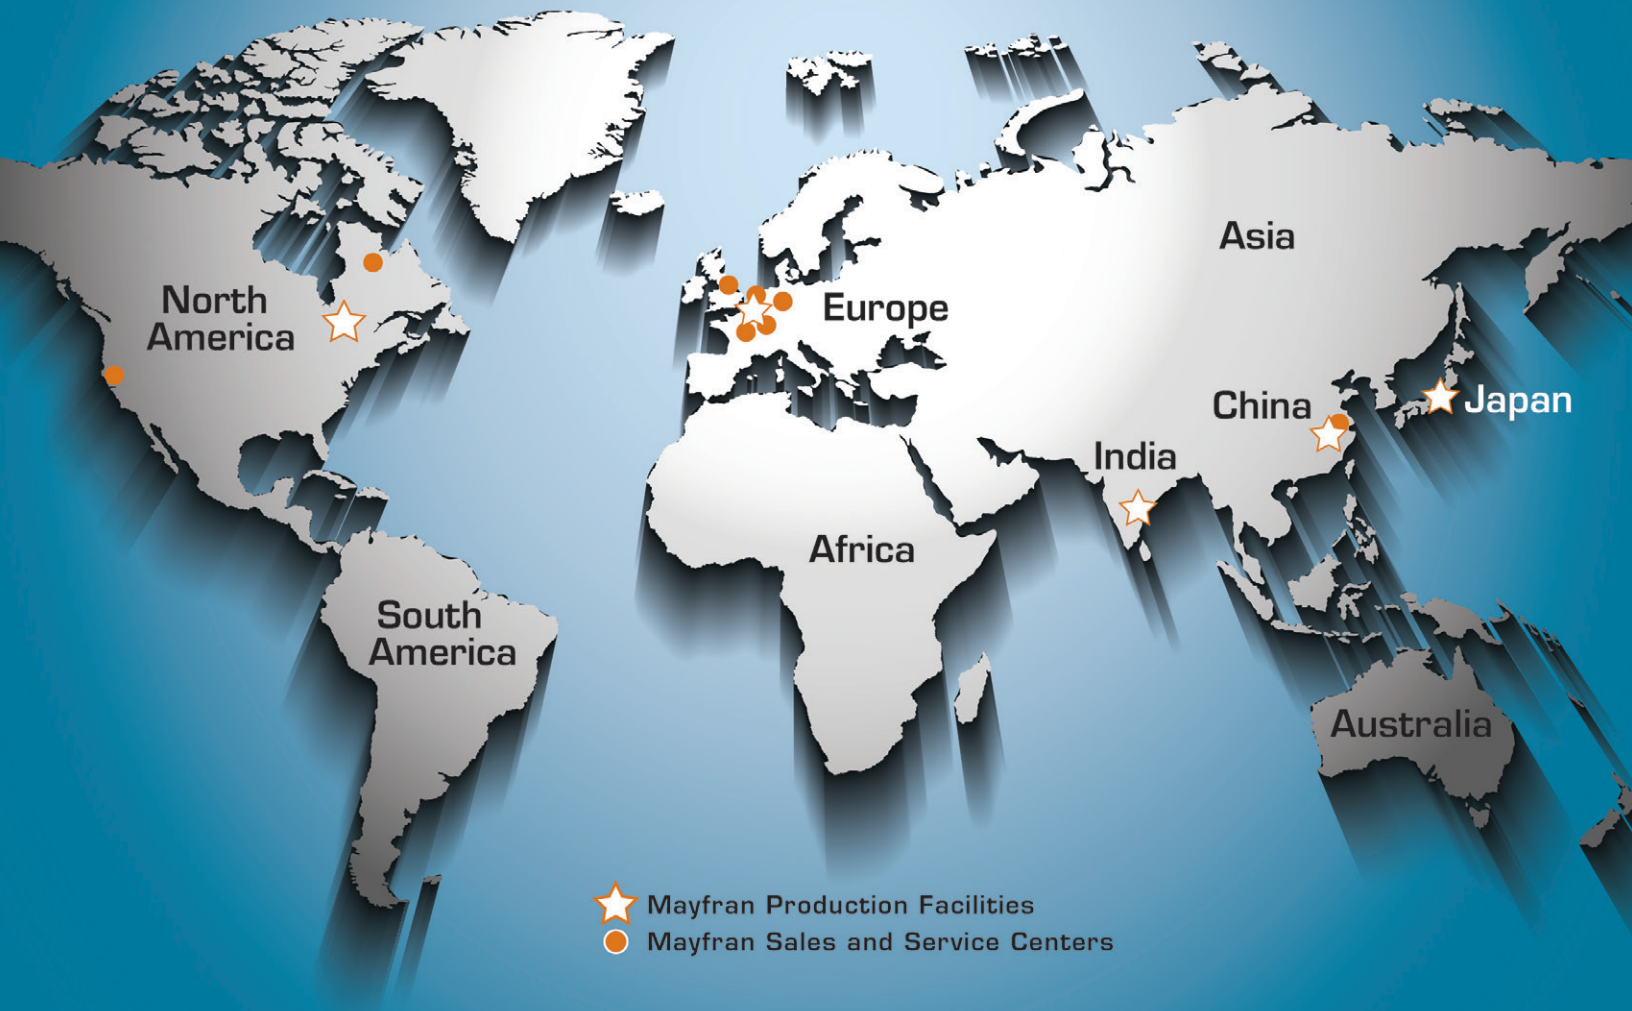 Asia
North
America
Europe
China
Japan
India
Africa
South
America
Australia
Mayfran Production Facilities
Mayfran Sales and Service Centers